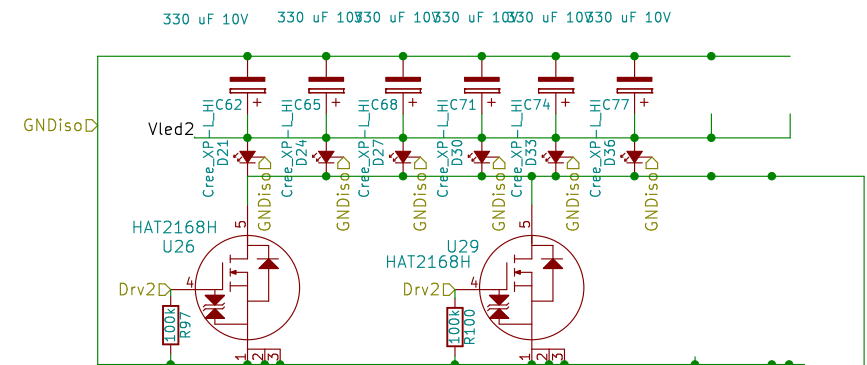 330 uF 10V
330 uF 10V
330 uF 10V
330 uF 10V
330 uF 10V
330 uF 10V
C62
C65
C68
C71
C74
C77
GNDiso
Vled2
Cree_XP-L_HI
D21
Cree_XP-L_HI
D24
Cree_XP-L_HI
D27
Cree_XP-L_HI
D30
Cree_XP-L_HI
D33
Cree_XP-L_HI
D36
GNDiso
GNDiso
GNDiso
GNDiso
GNDiso
GNDiso
HAT2168H
U26
5
U29
HAT2168H
5
Drv2
4
Drv2
4
100k
R97
100k
R100
1
2
3
1
2
3